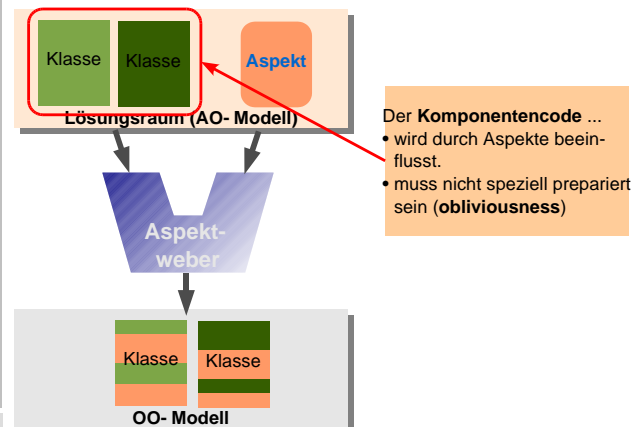 Klasse Klasse Aspekt
Lösungsraum (AO- Modell)
Der Komponentencode ...
• wird durch Aspekte beein-
flusst.
• muss nicht speziell prepariert
sein (obliviousness)
Aspekt-
weber
Klasse Klasse
OO- Modell